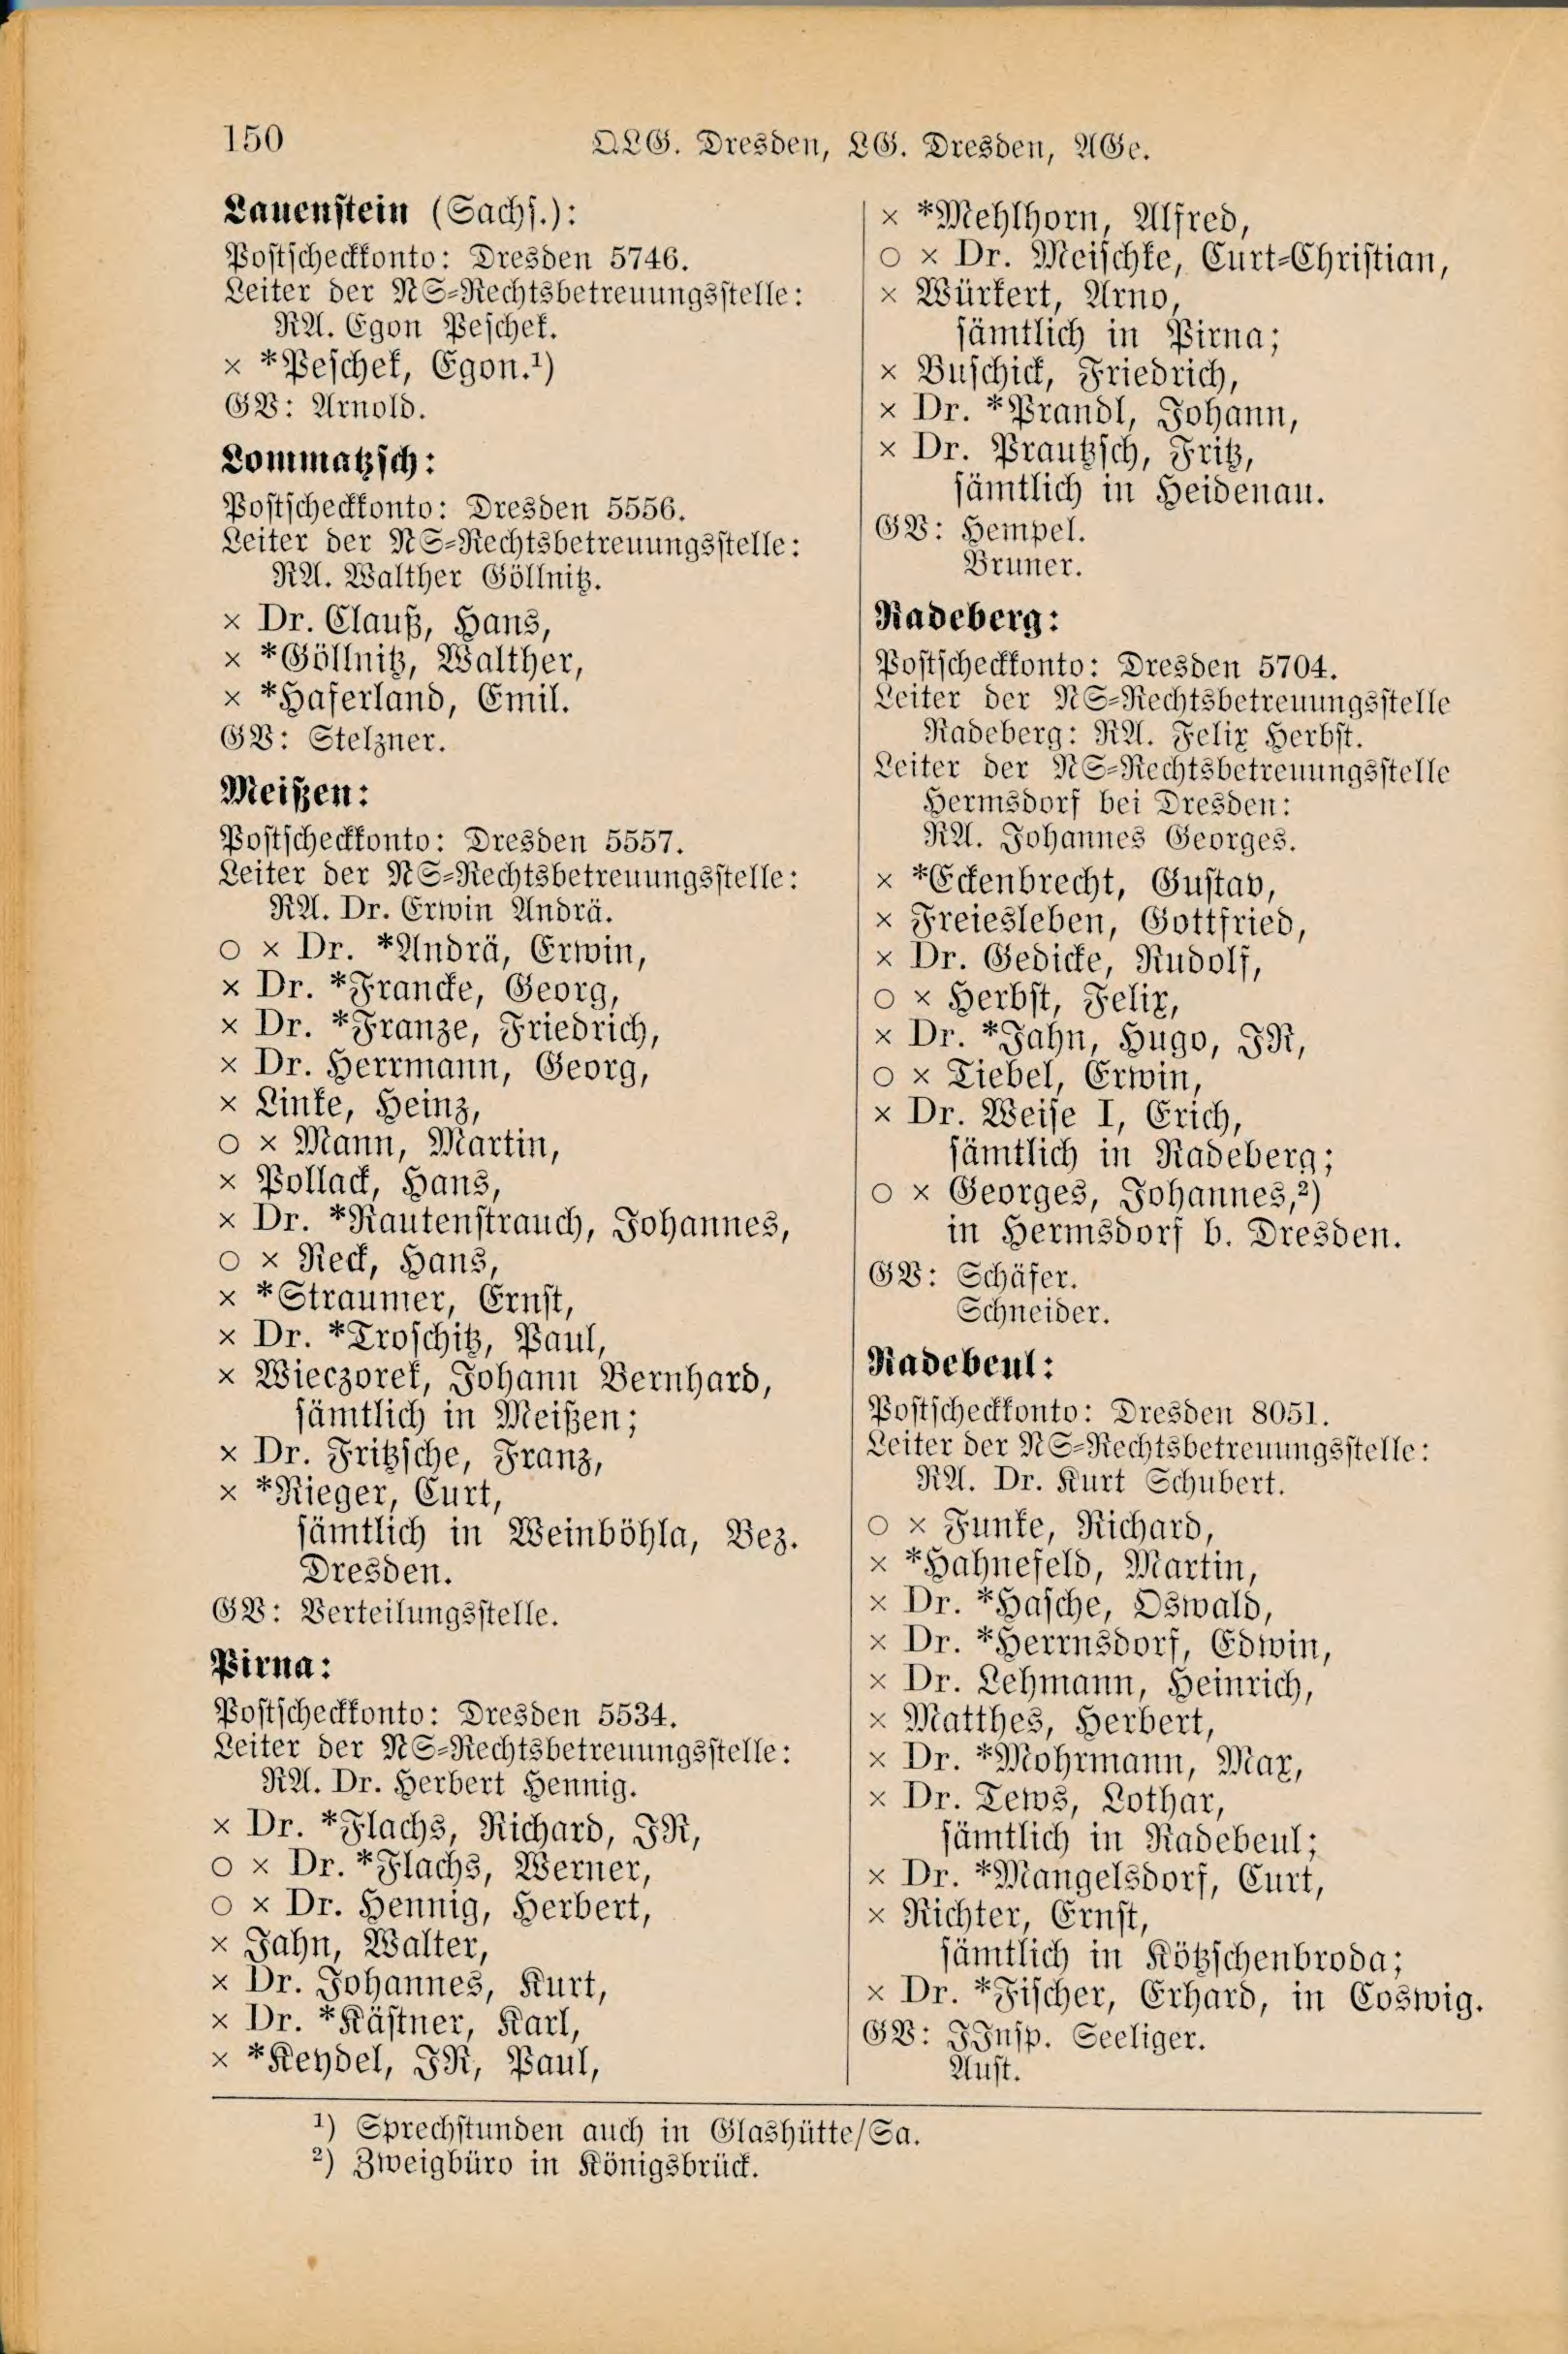 150
OLG. Dresden, LG. Dresden, AGe.
Lauenstein (Sachs.):
Postscheckkonto: Dresden 5746.
Leiter der NS-Rechtsbetreuungsstelle:
RA. Egon Peschek.
× *Peschek, Egon.¹)
GV: Arnold.
Lommatzsch:
Postscheckkonto: Dresden 5556.
Leiter der NS-Rechtsbetreuungsstelle:
RA. Walther Göllnitz.
× Dr. Clauß, Hans,
× *Göllnitz, Walther,
× *Haferland, Emil.
GV: Stelzner.
Meißen:
Postscheckkonto: Dresden 5557.
Leiter der NS-Rechtsbetreuungsstelle:
RA. Dr. Erwin Andrä.
○ × Dr. *Andrä, Erwin,
× Dr. *Francke, Georg,
× Dr. *Franze, Friedrich,
× Dr. Herrmann, Georg,
× Linke, Heinz,
○ × Mann, Martin,
× Pollack, Hans,
× Dr. *Rautenstrauch, Johannes,
○ × Reck, Hans,
× *Straumer, Ernst,
× Dr. *Troschitz, Paul,
× Wieczorek, Johann Bernhard,
sämtlich in Meißen;
× Dr. Fritzsche, Franz,
× *Rieger, Curt,
sämtlich in Weinböhla, Bez.
Dresden.
GV: Verteilungsstelle.
Pirna:
Postscheckkonto: Dresden 5534.
Leiter der NS-Rechtsbetreuungsstelle:
RA. Dr. Herbert Hennig.
× Dr. *Flachs, Richard, JR,
○ × Dr. *Flachs, Werner,
○ × Dr. Hennig, Herbert,
× Jahn, Walter,
× Dr. Johannes, Kurt,
× Dr. *Kästner, Karl,
× *Keydel, JR, Paul,
× *Mehlhorn, Alfred,
○ × Dr. Meischke, Curt-Christian,
× Würkert, Arno,
sämtlich in Pirna;
× Buschick, Friedrich,
× Dr. *Prandl, Johann,
× Dr. Prautzsch, Fritz,
sämtlich in Heidenau.
GV: Hempel.
Bruner.
Radeberg:
Postscheckkonto: Dresden 5704.
Leiter der NS-Rechtsbetreuungsstelle
Radeberg: RA. Felix Herbst.
Leiter der NS-Rechtsbetreuungsstelle
Hermsdorf bei Dresden:
RA. Johannes Georges.
× *Eckenbrecht, Gustav,
× Freiesleben, Gottfried,
× Dr. Gedicke, Rudolf,
○ × Herbst, Felix,
× Dr. *Jahn, Hugo, JR,
○ × Tiebel, Erwin,
× Dr. Weise I, Erich,
sämtlich in Radeberg;
○ × Georges, Johannes,²)
in Hermsdorf b. Dresden.
GV: Schäfer.
Schneider.
Radebeul:
Postscheckkonto: Dresden 8051.
Leiter der NS-Rechtsbetreuungsstelle:
RA. Dr. Kurt Schubert.
○ × Funke, Richard,
× *Hahnefeld, Martin,
× Dr. *Hasche, Oswald,
× Dr. *Herrnsdorf, Edwin,
× Dr. Lehmann, Heinrich,
× Matthes, Herbert,
× Dr. *Mohrmann, Max,
× Dr. Tews, Lothar,
sämtlich in Radebeul;
× Dr. *Mangelsdorf, Curt,
× Richter, Ernst,
sämtlich in Kötzschenbroda;
× Dr. *Fischer, Erhard, in Coswig.
GV: JInsp. Seeliger.
Aust.
¹) Sprechstunden auch in Glashütte/Sa.
²) Zweigbüro in Königsbrück.